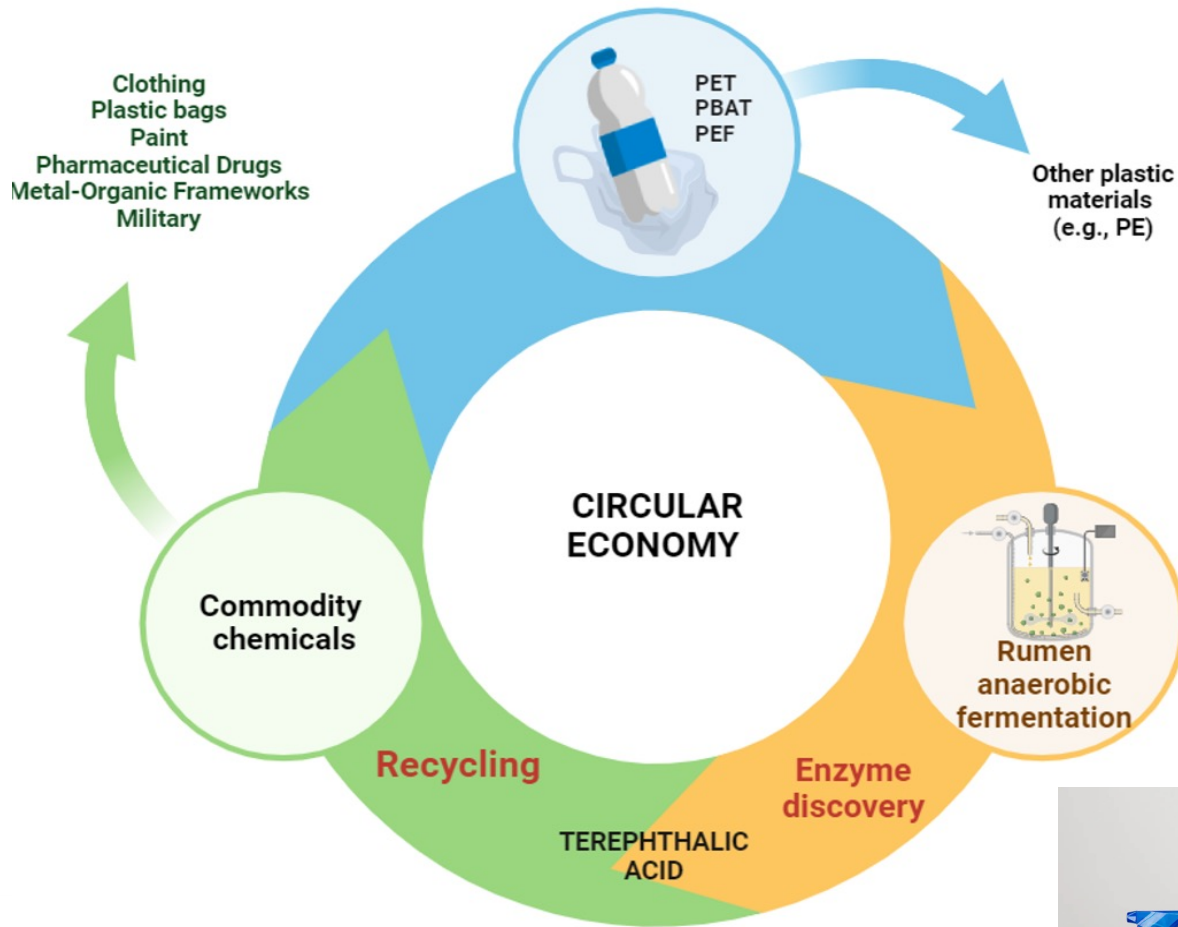 Clothing
Plastic bags
Paint
Pharmaceutical Drugs
Metal-Organic Frameworks
Military
PET
PBAT
PEF
Other plastic
materials
(e.g., PE)
CIRCULAR
ECONOMY
Commodity
chemicals
Rumen
anaerobic
fermentation
Recycling
Enzyme
discovery
TEREPHTHALIC
ACID